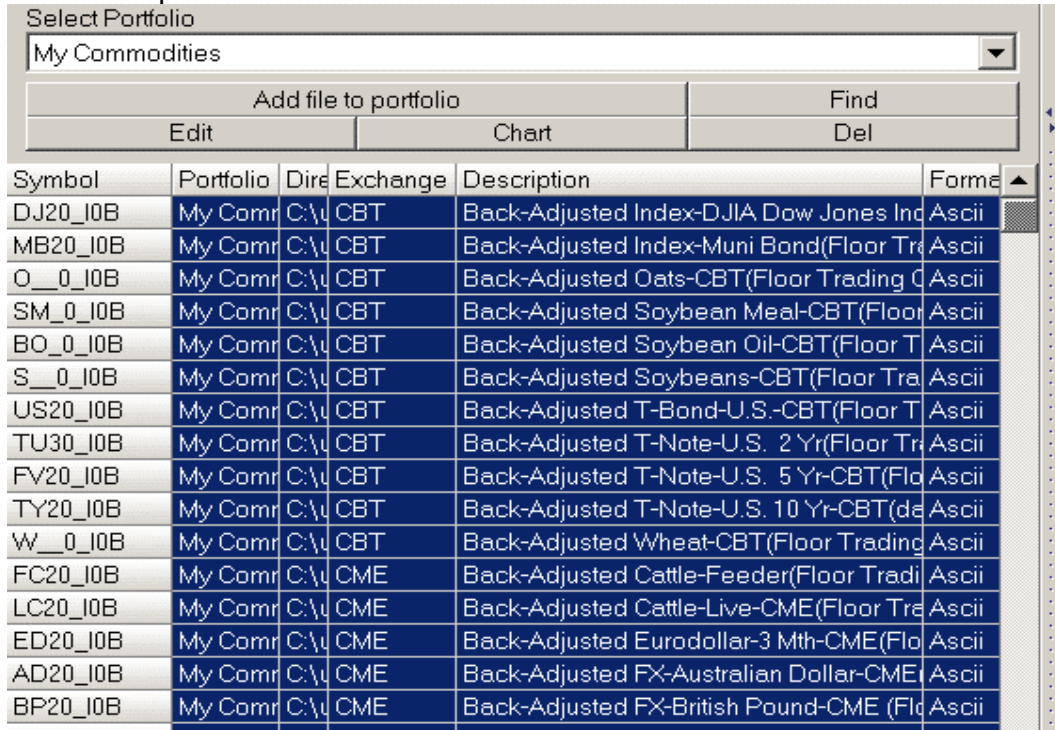 Select Portfolio
My Commodities
Add file to portfolio Find
Edit Chart Del
Symbol Portfolio Dire Exchange Description Forma
DJ20_I0B My Comr C:\u CBT Back-Adjusted Index-DJIA Dow Jones Ind Ascii
MB20_I0B My Comr C:\u CBT Back-Adjusted Index-Muni Bond(Floor Tra Ascii
O__0_I0B My Comr C:\u CBT Back-Adjusted Oats-CBT(Floor Trading C Ascii
SM_0_I0B My Comr C:\u CBT Back-Adjusted Soybean Meal-CBT(Floor Ascii
BO_0_I0B My Comr C:\u CBT Back-Adjusted Soybean Oil-CBT(Floor T Ascii
S__0_I0B My Comr C:\u CBT Back-Adjusted Soybeans-CBT(Floor Tra Ascii
US20_I0B My Comr C:\u CBT Back-Adjusted T-Bond-U.S.-CBT(Floor T Ascii
TU30_I0B My Comr C:\u CBT Back-Adjusted T-Note-U.S. 2 Yr(Floor Tra Ascii
FV20_I0B My Comr C:\u CBT Back-Adjusted T-Note-U.S. 5 Yr-CBT(Flo Ascii
TY20_I0B My Comr C:\u CBT Back-Adjusted T-Note-U.S. 10 Yr-CBT(da Ascii
W__0_I0B My Comr C:\u CBT Back-Adjusted Wheat-CBT(Floor Trading Ascii
FC20_I0B My Comr C:\u CME Back-Adjusted Cattle-Feeder(Floor Tradi Ascii
LC20_I0B My Comr C:\u CME Back-Adjusted Cattle-Live-CME(Floor Tra Ascii
ED20_I0B My Comr C:\u CME Back-Adjusted Eurodollar-3 Mth-CME(Flo Ascii
AD20_I0B My Comr C:\u CME Back-Adjusted FX-Australian Dollar-CME( Ascii
BP20_I0B My Comr C:\u CME Back-Adjusted FX-British Pound-CME (Flo Ascii